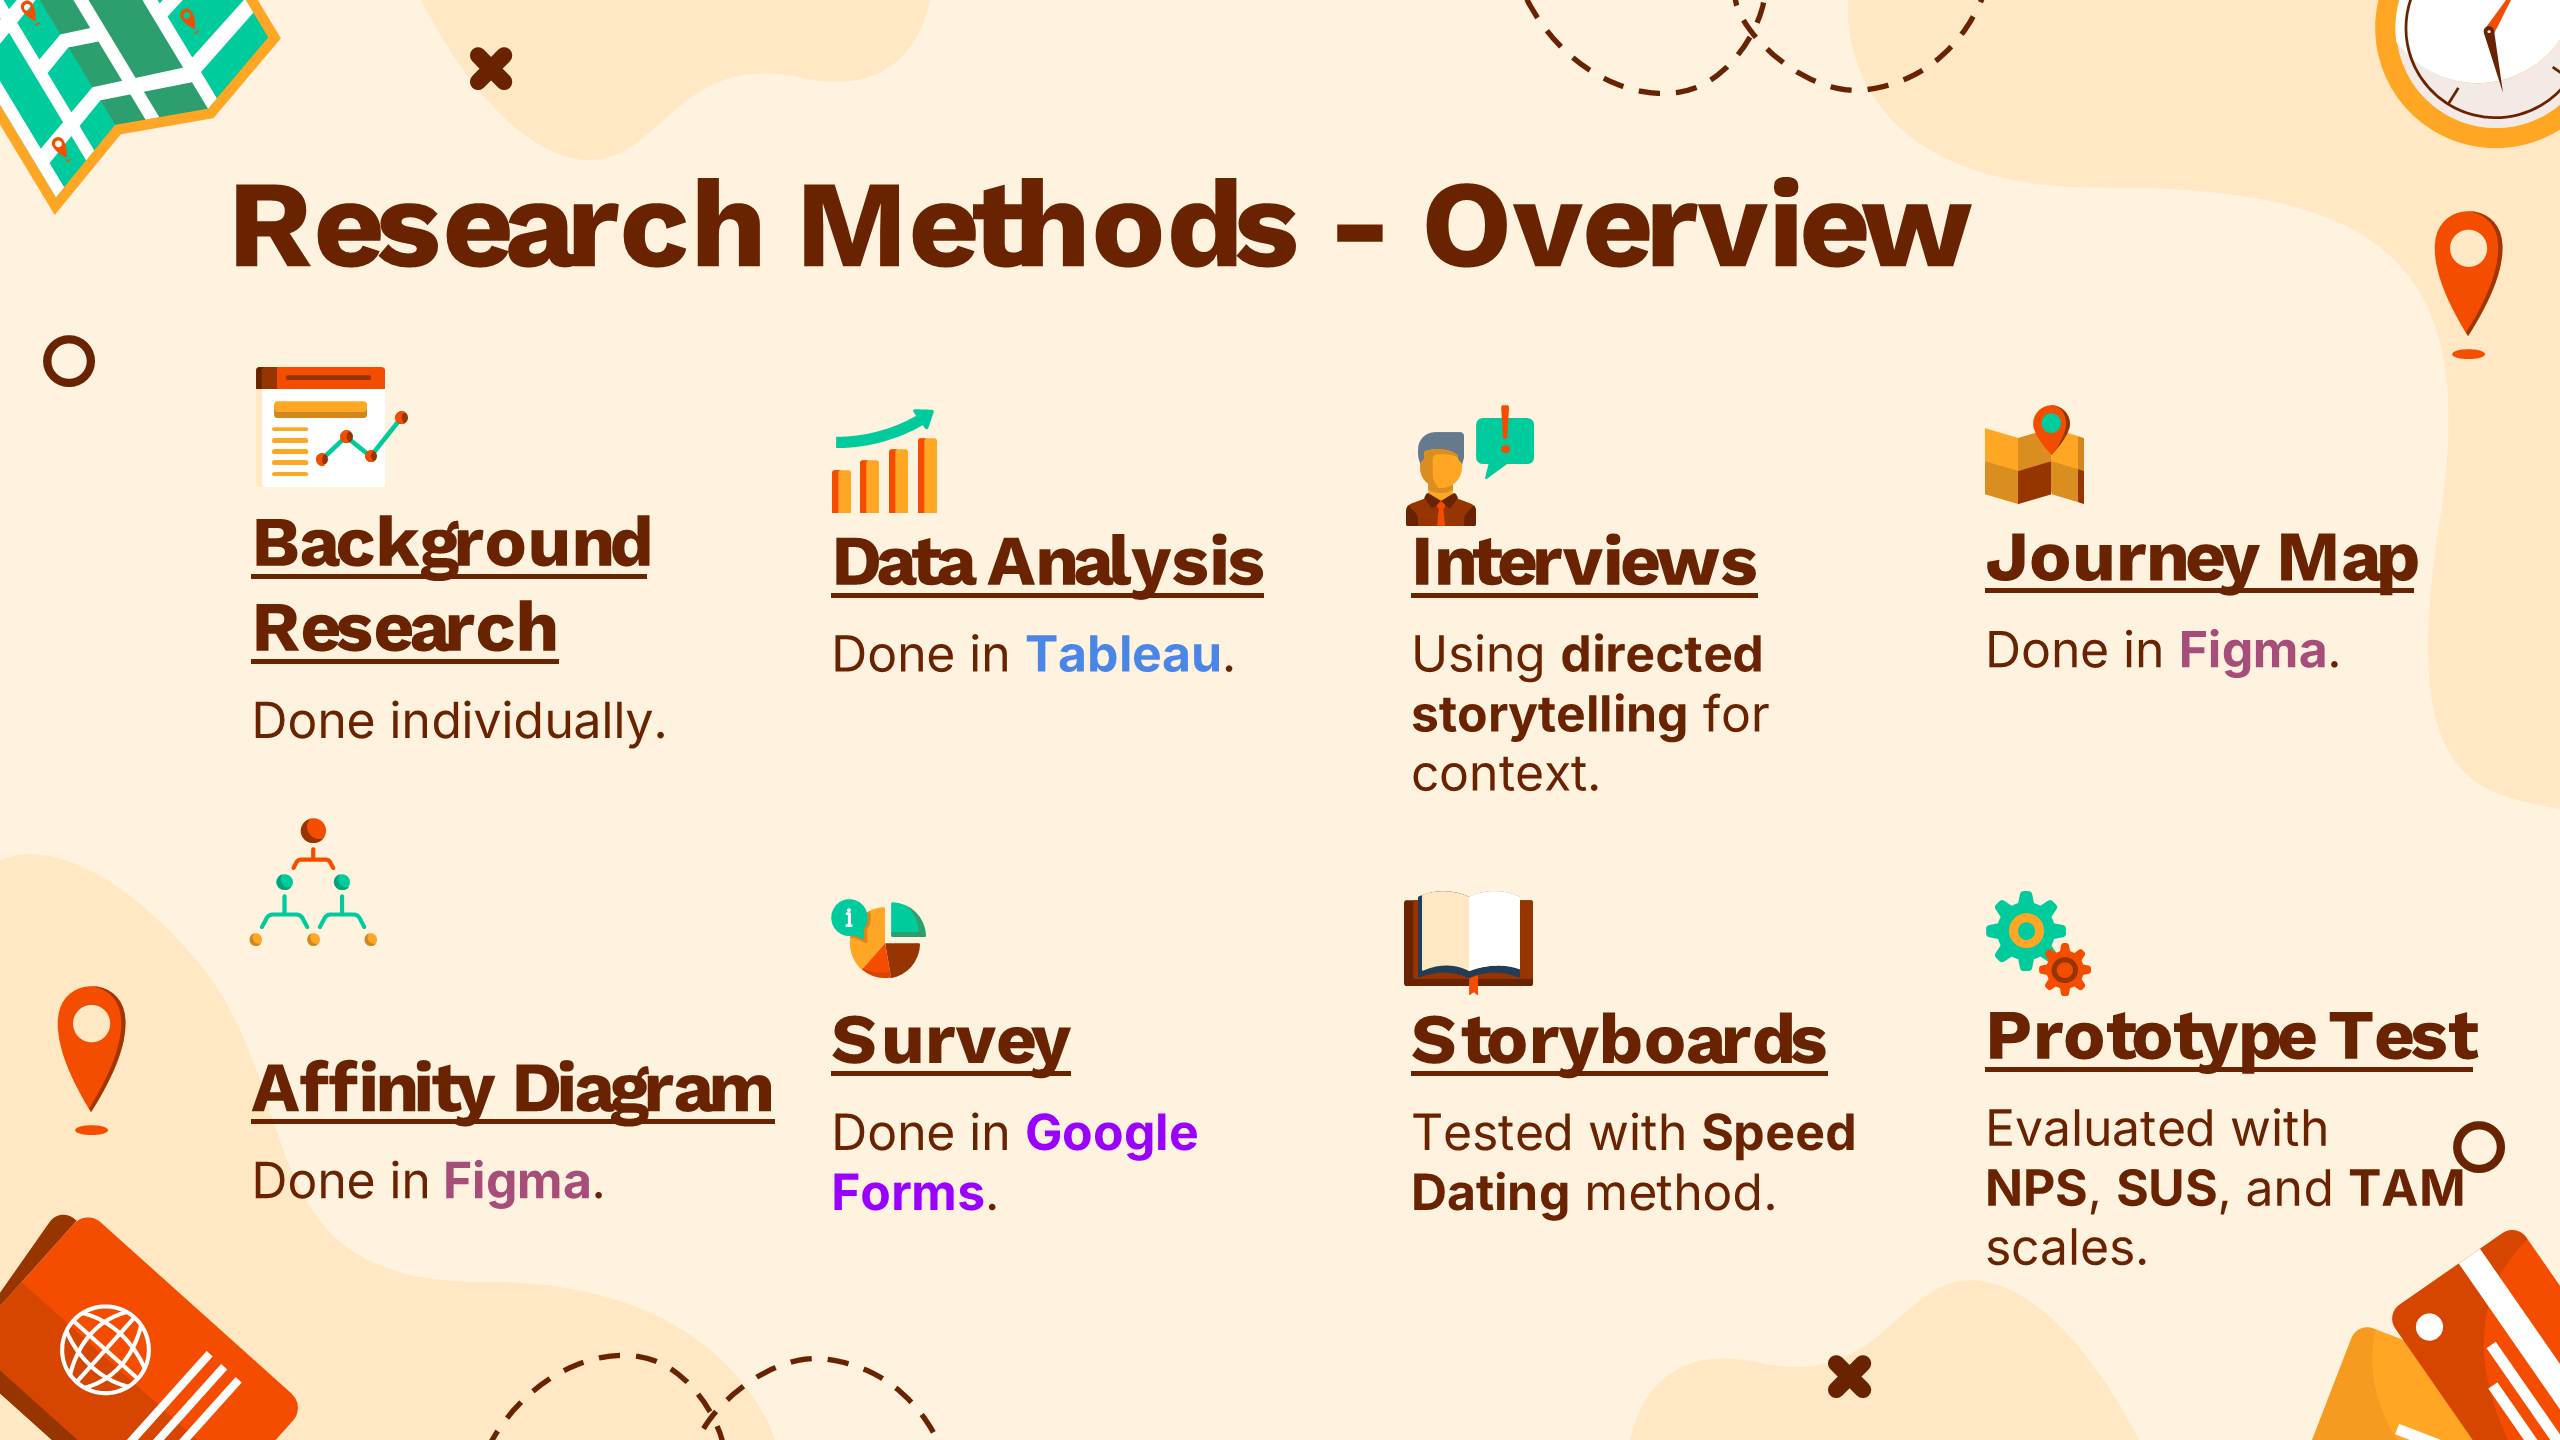 Research Methods - Overview
Background
Research
Done individually.
Data Analysis
Done in Tableau.
Interviews
Using directed
storytelling for
context.
Journey Map
Done in Figma.
Affinity Diagram
Done in Figma.
Survey
Done in Google
Forms.
Storyboards
Tested with Speed
Dating method.
Prototype Test
Evaluated with
NPS, SUS, and TAM
scales.